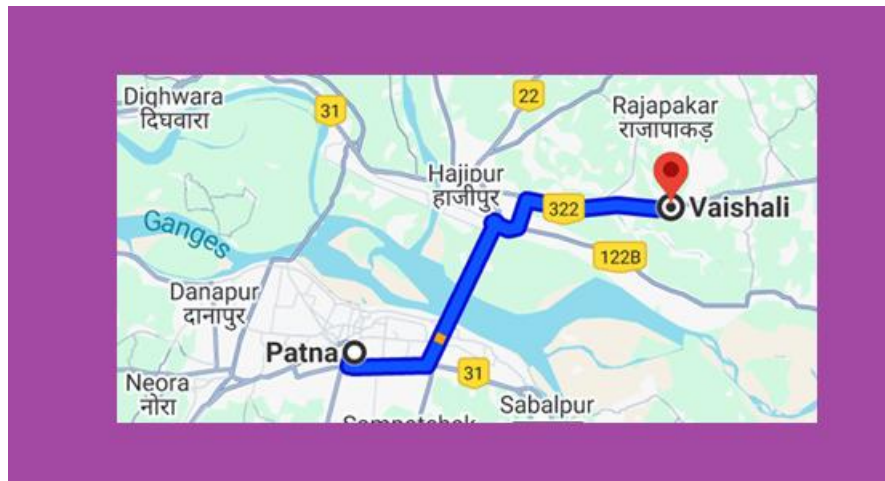 Dighwara
दिघवारा
31
22
Rajapakar
राजापाकड़
Hajipur
हाजीपुर
322
Vaishali
Ganges
122B
Danapur
दानापुर
Patna
31
Neora
नोरा
Sabalpur